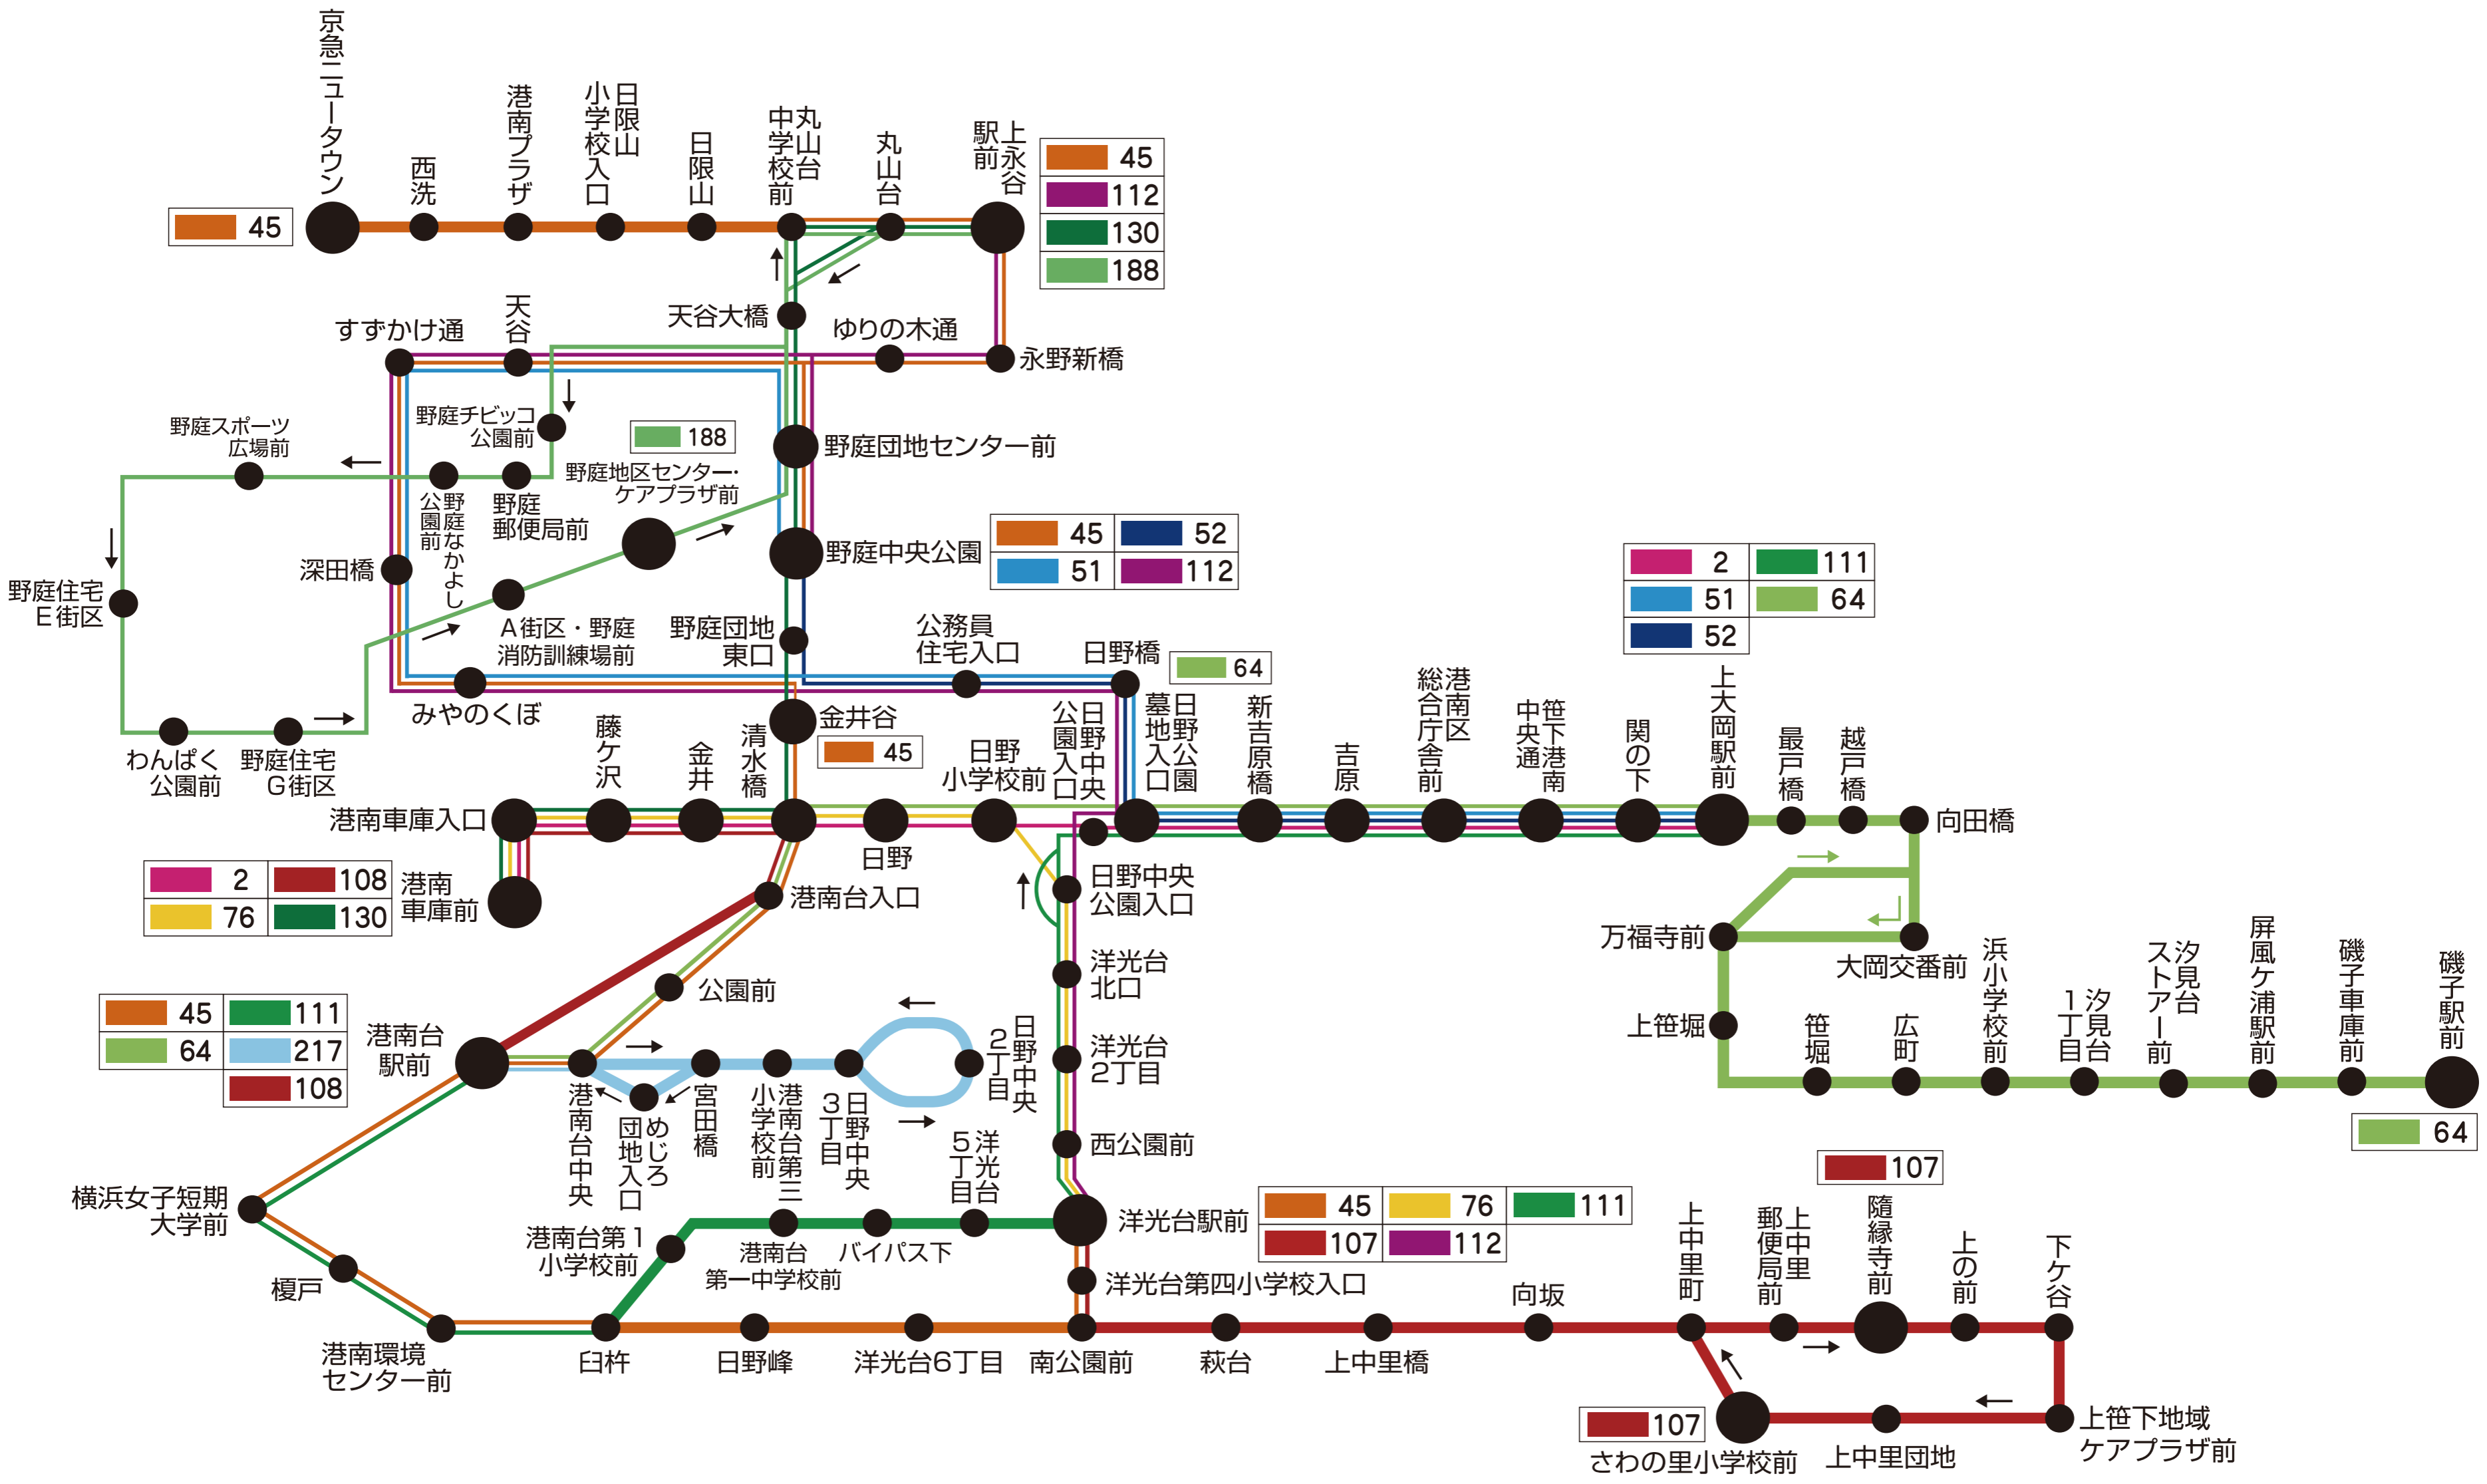 京急ニュータウン
西洗
港南プラザ
日限山
小学校入口
日限山
丸山台
中学校前
丸山台
上永谷
駅前
45
112
130
188
45
すずかけ通
天谷
天谷大橋
ゆりの木通
永野新橋
野庭スポーツ
広場前
野庭チビッコ
公園前
188
野庭地区センター・
ケアプラザ前
野庭団地センター前
野庭なかよし
公園前
野庭
郵便局前
野庭中央公園
45
52
51
112
深田橋
野庭住宅
E街区
A街区・野庭
消防訓練場前
野庭団地
東口
公務員
住宅入口
日野橋
64
2
111
51
64
52
みやのくぼ
金井谷
45
わんぱく
公園前
野庭住宅
G街区
藤ケ沢
金井
清水橋
日野
小学校前
日野中央
公園入口
日野公園
墓地入口
新吉原橋
吉原
港南区
総合庁舎前
笹下港南
中央通
関の下
上大岡駅前
最戸橋
越戸橋
向田橋
港南車庫入口
日野
2
108
76
130
港南
車庫前
港南台入口
日野中央
公園入口
万福寺前
大岡交番前
公園前
洋光台
北口
45
111
64
217
108
港南台
駅前
日野中央
2丁目
洋光台
2丁目
上笹堀
笹堀
広町
浜小学校前
汐見台
1丁目
汐見台
ストアー前
屏風ケ浦駅前
磯子車庫前
磯子駅前
64
港南台中央
めじろ
団地入口
宮田橋
港南台第三
小学校前
日野中央
3丁目
洋光台
5丁目
西公園前
横浜女子短期
大学前
港南台第1
小学校前
港南台
第一中学校前
バイパス下
洋光台駅前
45
76
111
107
112
107
榎戸
洋光台第四小学校入口
向坂
上中里町
上中里
郵便局前
隨縁寺前
上の前
下ケ谷
港南環境
センター前
臼杵
日野峰
洋光台6丁目
南公園前
萩台
上中里橋
107
さわの里小学校前
上中里団地
上笹下地域
ケアプラザ前